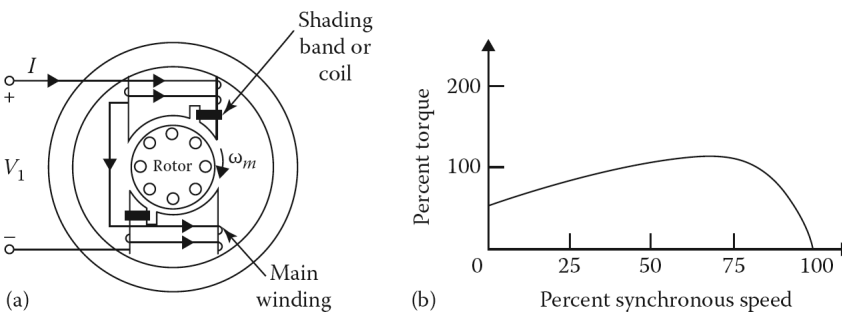 Shading
band or
coil
I
+
V1
Rotor
ωm
−
Main
winding
(a)
Percent torque
200
100
0
25
50
75
100
(b)
Percent synchronous speed